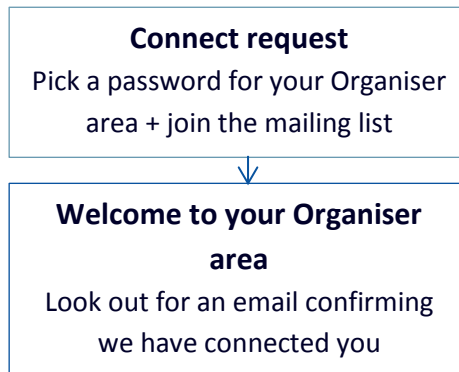 Connect request
Pick a password for your Organiser
area + join the mailing list
Welcome to your Organiser
area
Look out for an email confirming
we have connected you